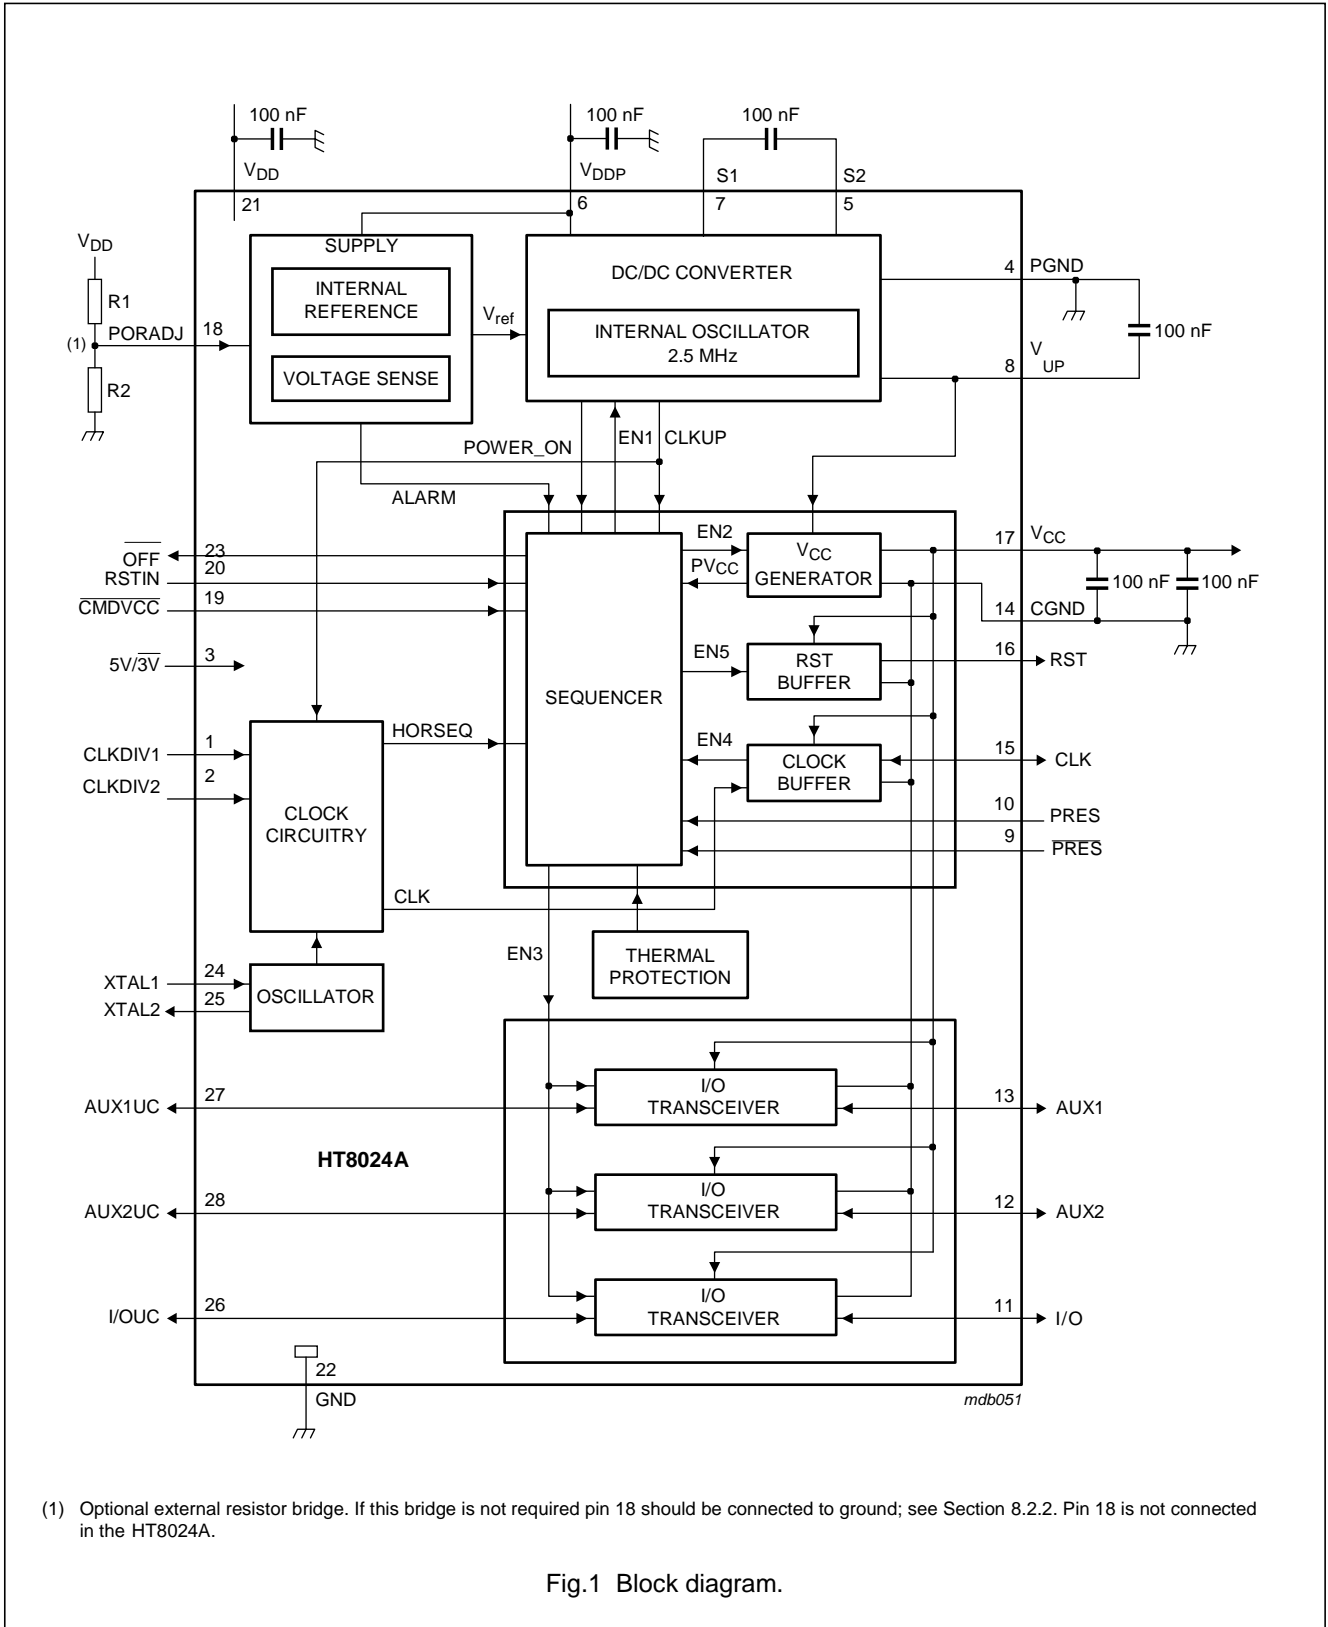 100 nF
100 nF
100 nF
VDD
VDDP
S1
S2
21
6
7
5
VDD
SUPPLY
DC/DC CONVERTER
4
PGND
INTERNAL
REFERENCE
R1
Vref
INTERNAL OSCILLATOR
2.5 MHz
100 nF
(1)
PORADJ
18
VUP
8
VOLTAGE SENSE
R2
EN1
CLKUP
POWER_ON
ALARM
EN2
VCC
GENERATOR
17
VCC
OFF
23
PVCC
RSTIN
20
100 nF
100 nF
CMDVCC
19
14
CGND
5V/3V
3
EN5
RST
BUFFER
16
RST
SEQUENCER
HORSEQ
EN4
CLOCK
BUFFER
15
CLK
CLKDIV1
1
CLKDIV2
2
CLOCK
CIRCUITRY
10
PRES
9
PRES
CLK
EN3
THERMAL
PROTECTION
XTAL1
24
XTAL2
25
OSCILLATOR
I/O
TRANSCEIVER
AUX1UC
27
13
AUX1
HT8024A
I/O
TRANSCEIVER
AUX2UC
28
12
AUX2
I/O
TRANSCEIVER
I/OUC
26
11
I/O
22
GND
mdb051
(1) Optional external resistor bridge. If this bridge is not required pin 18 should be connected to ground; see Section 8.2.2. Pin 18 is not connected
in the HT8024A.
Fig.1 Block diagram.